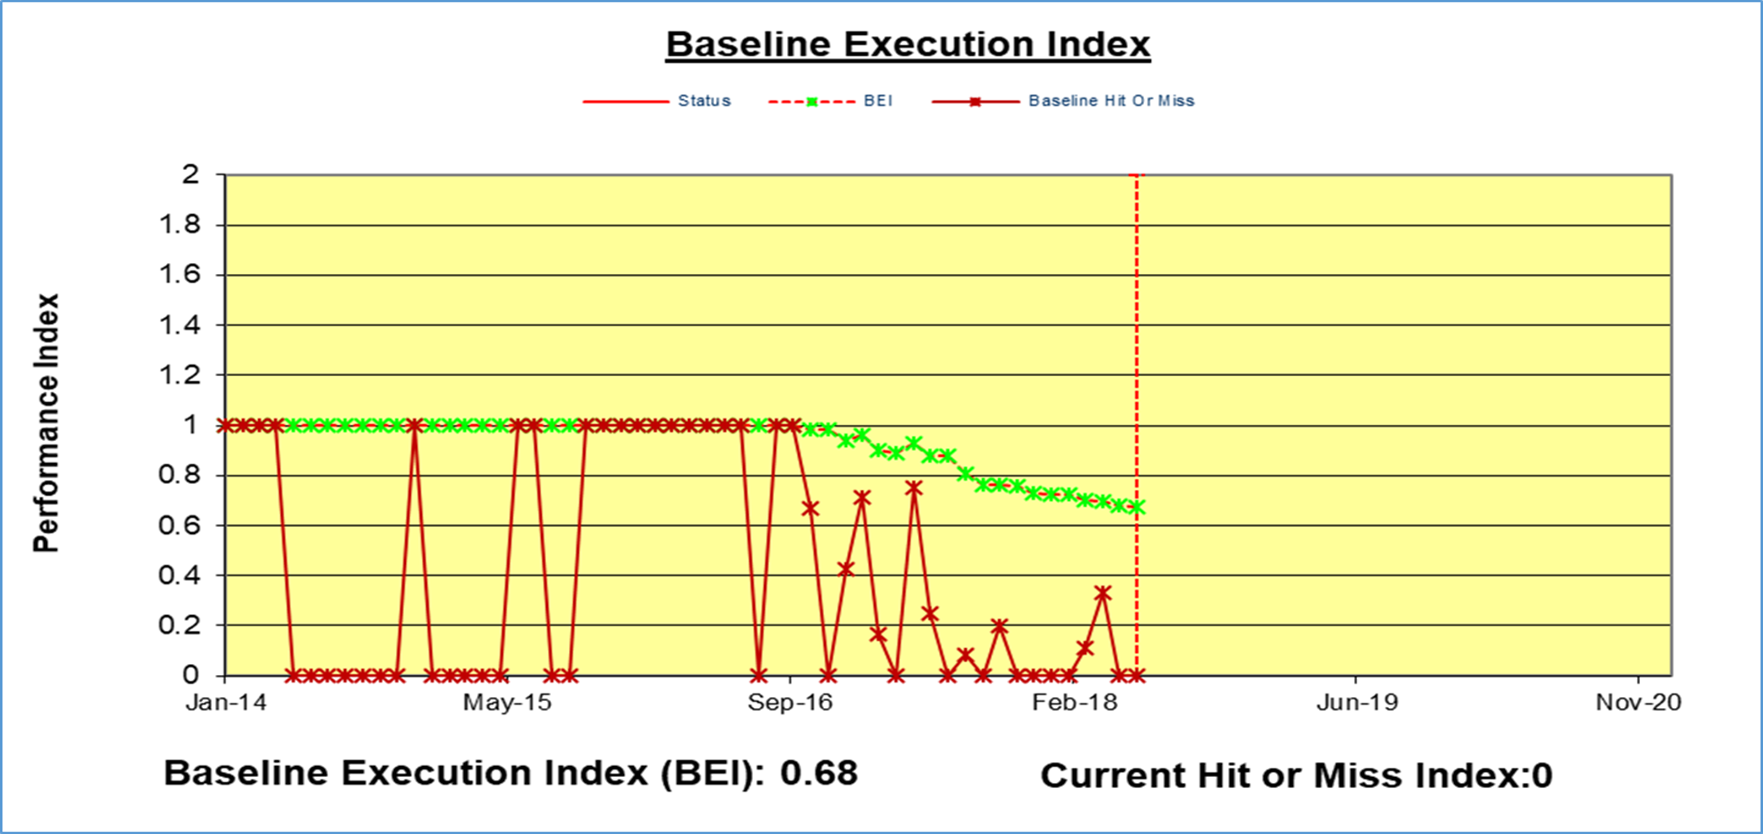 Baseline Execution Index
Status BEI Baseline Hit Or Miss
Performance Index
2
1.8
1.6
1.4
1.2
1
0.8
0.6
0.4
0.2
0
Jan-14 May-15 Sep-16 Feb-18 Jun-19 Nov-20
Baseline Execution Index (BEI): 0.68 Current Hit or Miss Index:0